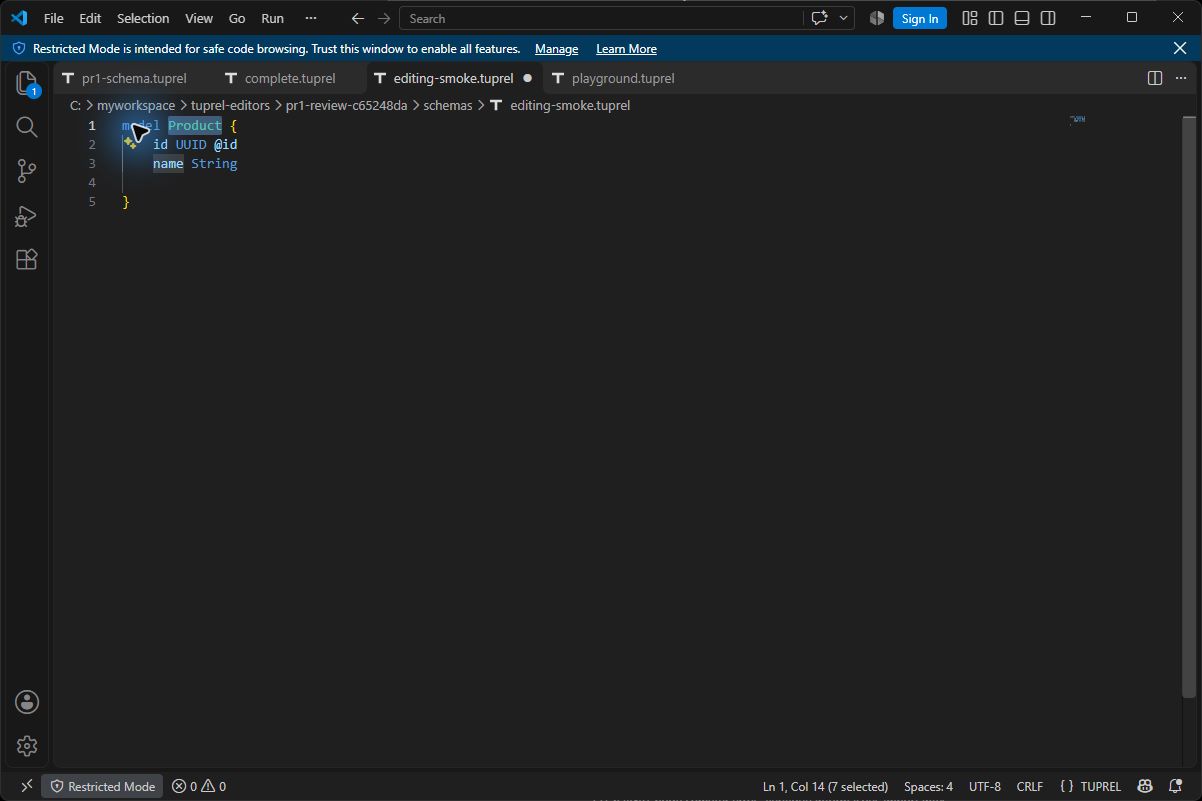 File Edit Selection View Go Run ··· Search Sign In
Restricted Mode is intended for safe code browsing. Trust this window to enable all features. Manage Learn More
1
pr1-schema.tuprel complete.tuprel editing-smoke.tuprel playground.tuprel
C: > myworkspace > tuprel-editors > pr1-review-c65248da > schemas > editing-smoke.tuprel
1 model Product {
2 id UUID @id
3 name String
4
5 }
Restricted Mode 0 0 Ln 1, Col 14 (7 selected) Spaces: 4 UTF-8 CRLF { } TUPREL